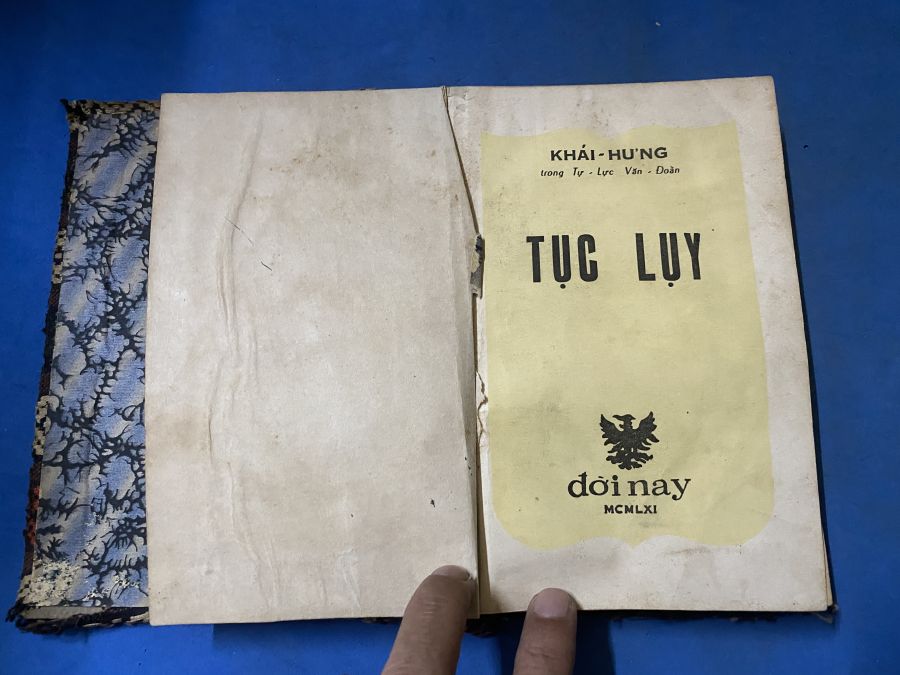 KHÁI-HƯNG
trong Tự - Lực Văn - Đoàn
TỤC LỤY
đời nay
MCMLXI